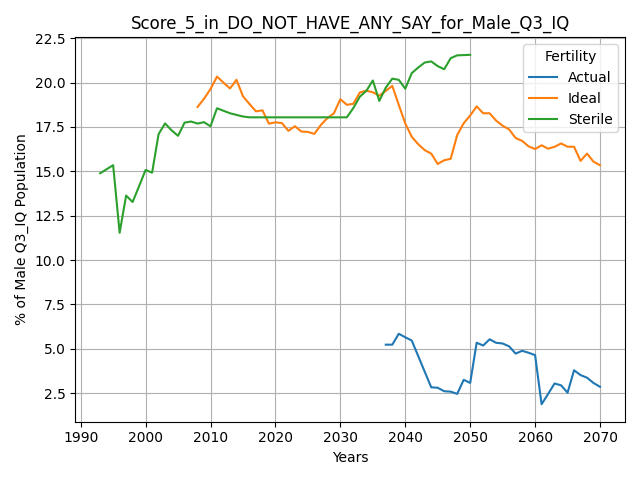 Score_5_in_DO_NOT_HAVE_ANY_SAY_for_Male_Q3_IQ
22.5
20.0
17.5
15.0
12.5
10.0
7.5
5.0
2.5
% of Male Q3_IQ Population
Fertility
Actual
Ideal
Sterile
1990 2000 2010 2020 2030 2040 2050 2060 2070
Years